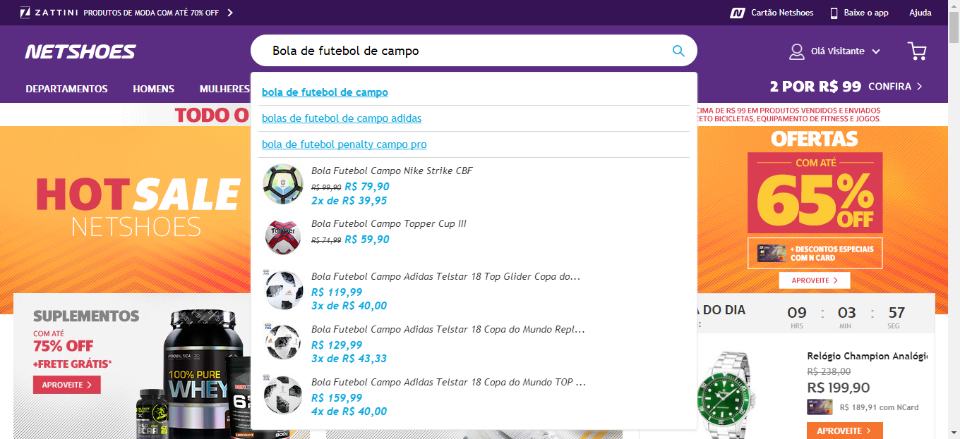 ZATTINI PRODUTOS DE MODA COM ATÉ 70% OFF
Cartão Netshoes
Baixe o app
Ajuda
NETSHOES
Bola de futebol de campo
Olá Visitante
DEPARTAMENTOS
HOMENS
MULHERES
2 POR R$ 99 CONFIRA
bola de futebol de campo
bolas de futebol de campo adidas
bola de futebol penalty campo pro
Bola Futebol Campo Nike Strike CBF
R$ 99,90 R$ 79,90
2x de R$ 39,95
Bola Futebol Campo Topper Cup III
R$ 74,99 R$ 59,90
Bola Futebol Campo Adidas Telstar 18 Top Glider Copa do...
R$ 119,99
3x de R$ 40,00
Bola Futebol Campo Adidas Telstar 18 Copa do Mundo Repl...
R$ 129,99
3x de R$ 43,33
Bola Futebol Campo Adidas Telstar 18 Copa do Mundo TOP ...
R$ 159,99
4x de R$ 40,00
TODO O
CIMA DE R$ 99 EM PRODUTOS VENDIDOS E ENVIADOS
ETO BICICLETAS, EQUIPAMENTO DE FITNESS E JOGOS.
HOT SALE
NETSHOES
OFERTAS
COM ATÉ
65% OFF
+ DESCONTOS ESPECIAIS
COM N CARD
APROVEITE
SUPLEMENTOS
COM ATÉ
75% OFF
+FRETE GRÁTIS*
APROVEITE
100% PURE
WHEY
A DO DIA
:
09 : 03 : 57
HRS MIN SEG
Relógio Champion Analógi
R$ 238,00
R$ 199,90
R$ 189,91 com NCard
APROVEITE